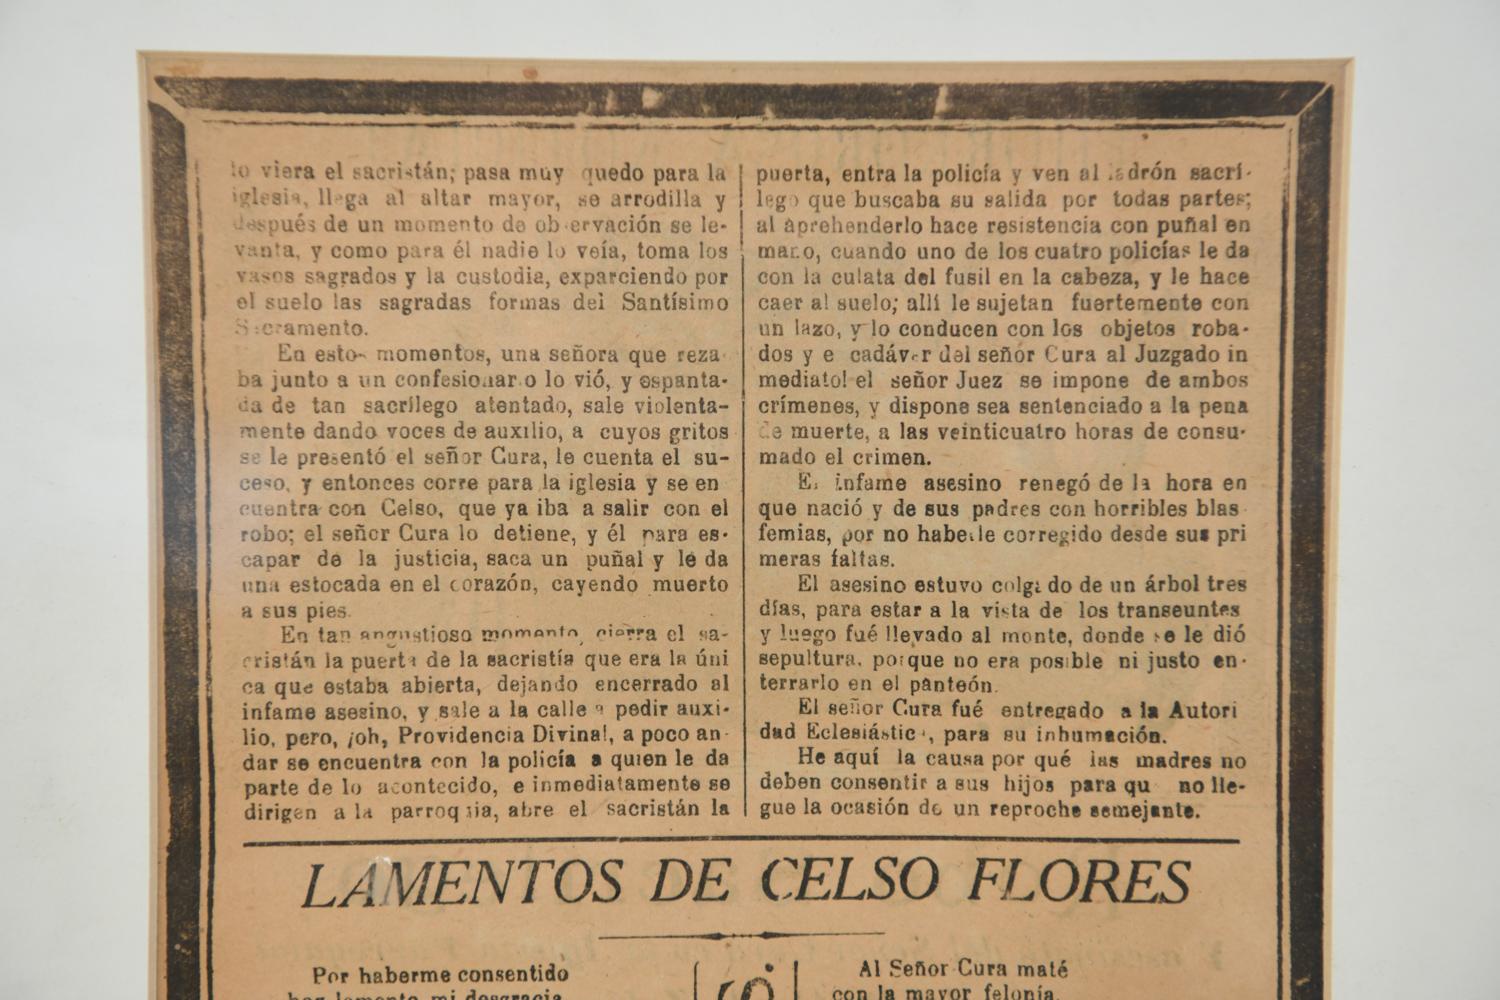 lo viera el sacristán; pasa muy quedo para la
iglesia, llega al altar mayor, se arrodilla y
después de un momento de observación se le-
vanta, y como para él nadie lo veía, toma los
vasos sagrados y la custodia, exparciendo por
el suelo las sagradas formas del Santísimo
Sacramento.
En estos momentos, una señora que reza
ba junto a un confesionario lo vió, y espanta-
da de tan sacrílego atentado, sale violenta-
mente dando voces de auxilio, a cuyos gritos
se le presentó el señor Cura, le cuenta el su-
ceso, y entonces corre para la iglesia y se en
cuentra con Celso, que ya iba a salir con el
robo; el señor Cura lo detiene, y él para es-
capar de la justicia, saca un puñal y le da
una estocada en el corazón, cayendo muerto
a sus pies.
En tan angustioso momento, cierra el sa-
cristán la puerta de la sacristía que era la úni
ca que estaba abierta, dejando encerrado al
infame asesino, y sale a la calle a pedir auxi-
lio, pero, ¡oh, Providencia Divina!, a poco an-
dar se encuentra con la policía a quien le da
parte de lo acontecido, e inmediatamente se
dirigen a la parroquia, abre el sacristán la
puerta, entra la policía y ven al ladrón sacrí-
lego que buscaba su salida por todas partes;
al aprehenderlo hace resistencia con puñal en
mano, cuando uno de los cuatro policías le da
con la culata del fusil en la cabeza, y le hace
caer al suelo; allí le sujetan fuertemente con
un lazo, y lo conducen con los objetos roba-
dos y e cadáver del señor Cura al Juzgado in
mediato! el señor Juez se impone de ambos
crímenes, y dispone sea sentenciado a la pena
de muerte, a las veinticuatro horas de consu-
mado el crimen.
El infame asesino renegó de la hora en
que nació y de sus padres con horribles blas
femias, por no haberle corregido desde sus pri
meras faltas.
El asesino estuvo colgado de un árbol tres
días, para estar a la vista de los transeuntes
y luego fué llevado al monte, donde se le dió
sepultura, porque no era posible ni justo en-
terrarlo en el panteón.
El señor Cura fué entregado a la Autori
dad Eclesiástica, para su inhumación.
He aquí la causa por qué las madres no
deben consentir a sus hijos para qu no lle-
gue la ocasión de un reproche semejante.
LAMENTOS DE CELSO FLORES
Por haberme consentido
hoy lamento mi desgracia
Al Señor Cura maté
con la mayor felonía,